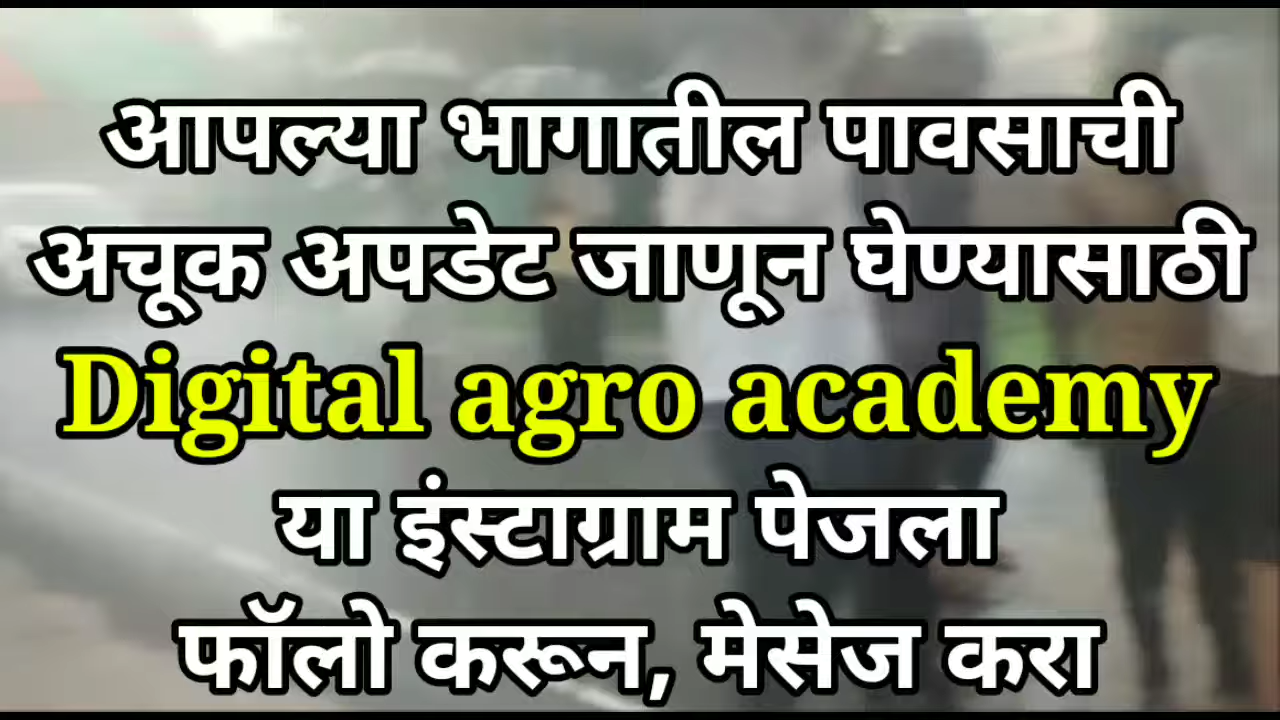 आपल्या भागातील पावसाची
अचूक अपडेट जाणून घेण्यासाठी
Digital agro academy
या इंस्टाग्राम पेजला
फॉलो करून, मेसेज करा